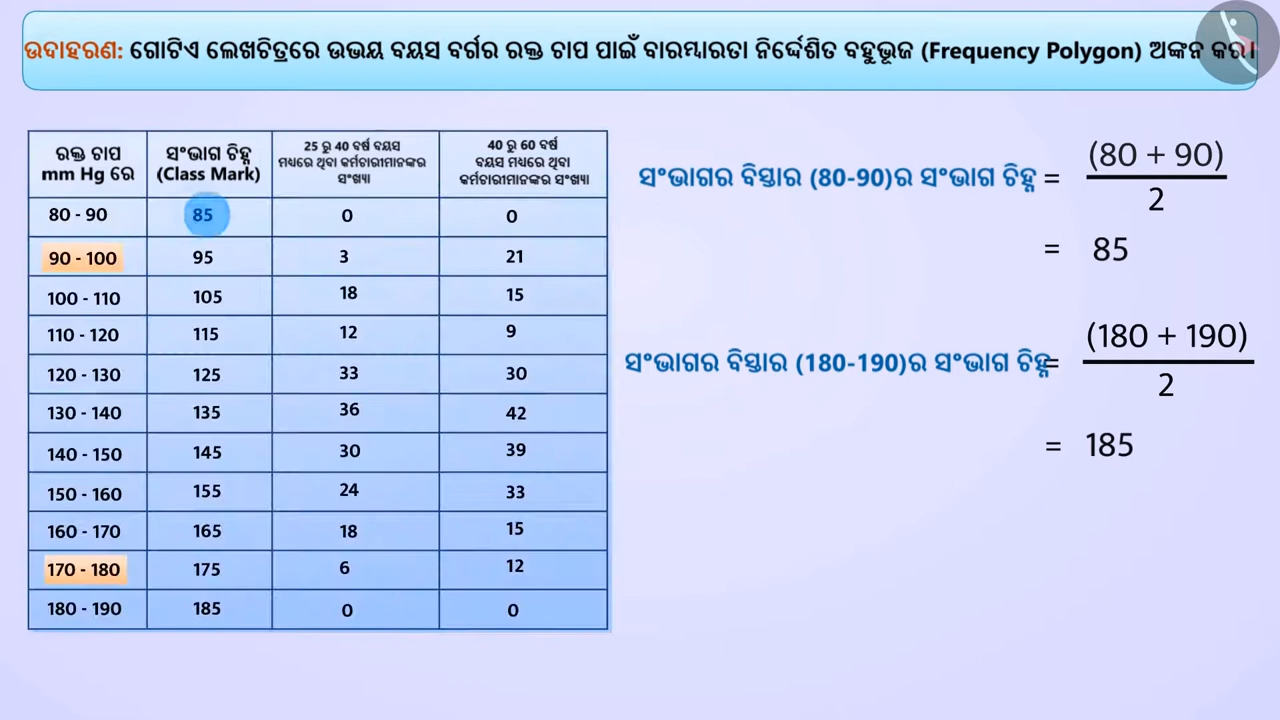 ଉଦାହରଣ: ଗୋଟିଏ ଲେଖଚିତ୍ରରେ ଉଭୟ ବୟସ ବର୍ଗର ରକ୍ତ ଚାପ ପାଇଁ ବାରମ୍ବାରତା ନିର୍ଦ୍ଦେଶିତ ବହୁଭୂଜ (Frequency Polygon) ଅଙ୍କନ କର।
ରକ୍ତ ଚାପ
mm Hg ରେ
ସଂଭାଗ ଚିହ୍ନ
(Class Mark)
25 ରୁ 40 ବର୍ଷ ବୟସ
ମଧ୍ୟରେ ଥିବା କର୍ମଚାରୀମାନଙ୍କର
ସଂଖ୍ୟା
40 ରୁ 60 ବର୍ଷ
ବୟସ ମଧ୍ୟରେ ଥିବା
କର୍ମଚାରୀମାନଙ୍କର ସଂଖ୍ୟା
80 - 90 85 0 0
90 - 100 95 3 21
100 - 110 105 18 15
110 - 120 115 12 9
120 - 130 125 33 30
130 - 140 135 36 42
140 - 150 145 30 39
150 - 160 155 24 33
160 - 170 165 18 15
170 - 180 175 6 12
180 - 190 185 0 0
ସଂଭାଗର ବିସ୍ତାର (80-90)ର ସଂଭାଗ ଚିହ୍ନ = (80 + 90)
2
= 85
ସଂଭାଗର ବିସ୍ତାର (180-190)ର ସଂଭାଗ ଚିହ୍ନ = (180 + 190)
2
= 185